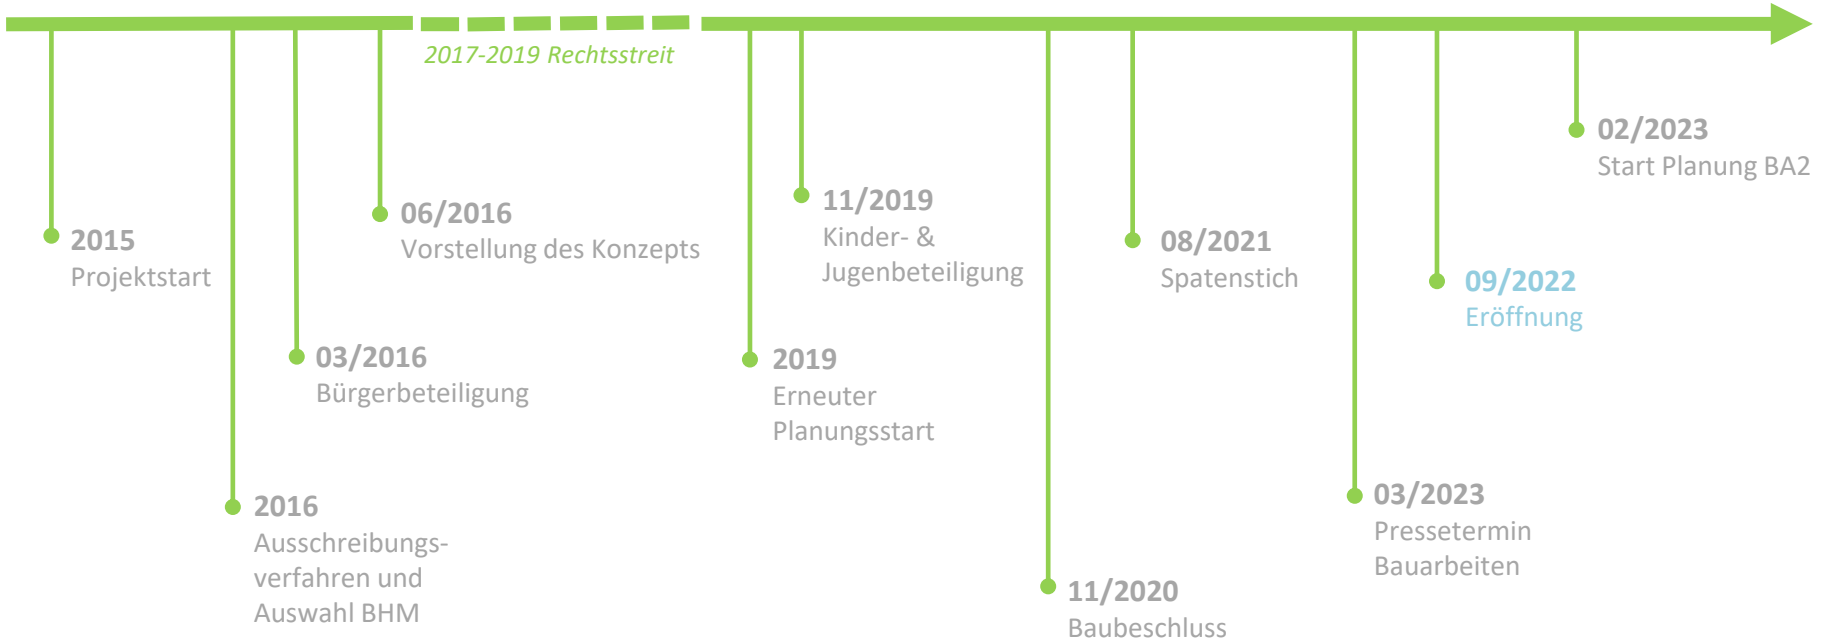 2017-2019 Rechtsstreit
2015
Projektstart
2016
Ausschreibungs-
verfahren und
Auswahl BHM
03/2016
Bürgerbeteiligung
06/2016
Vorstellung des Konzepts
2019
Erneuter
Planungsstart
11/2019
Kinder- &
Jugenbeteiligung
11/2020
Baubeschluss
08/2021
Spatenstich
03/2023
Pressetermin
Bauarbeiten
09/2022
Eröffnung
02/2023
Start Planung BA2